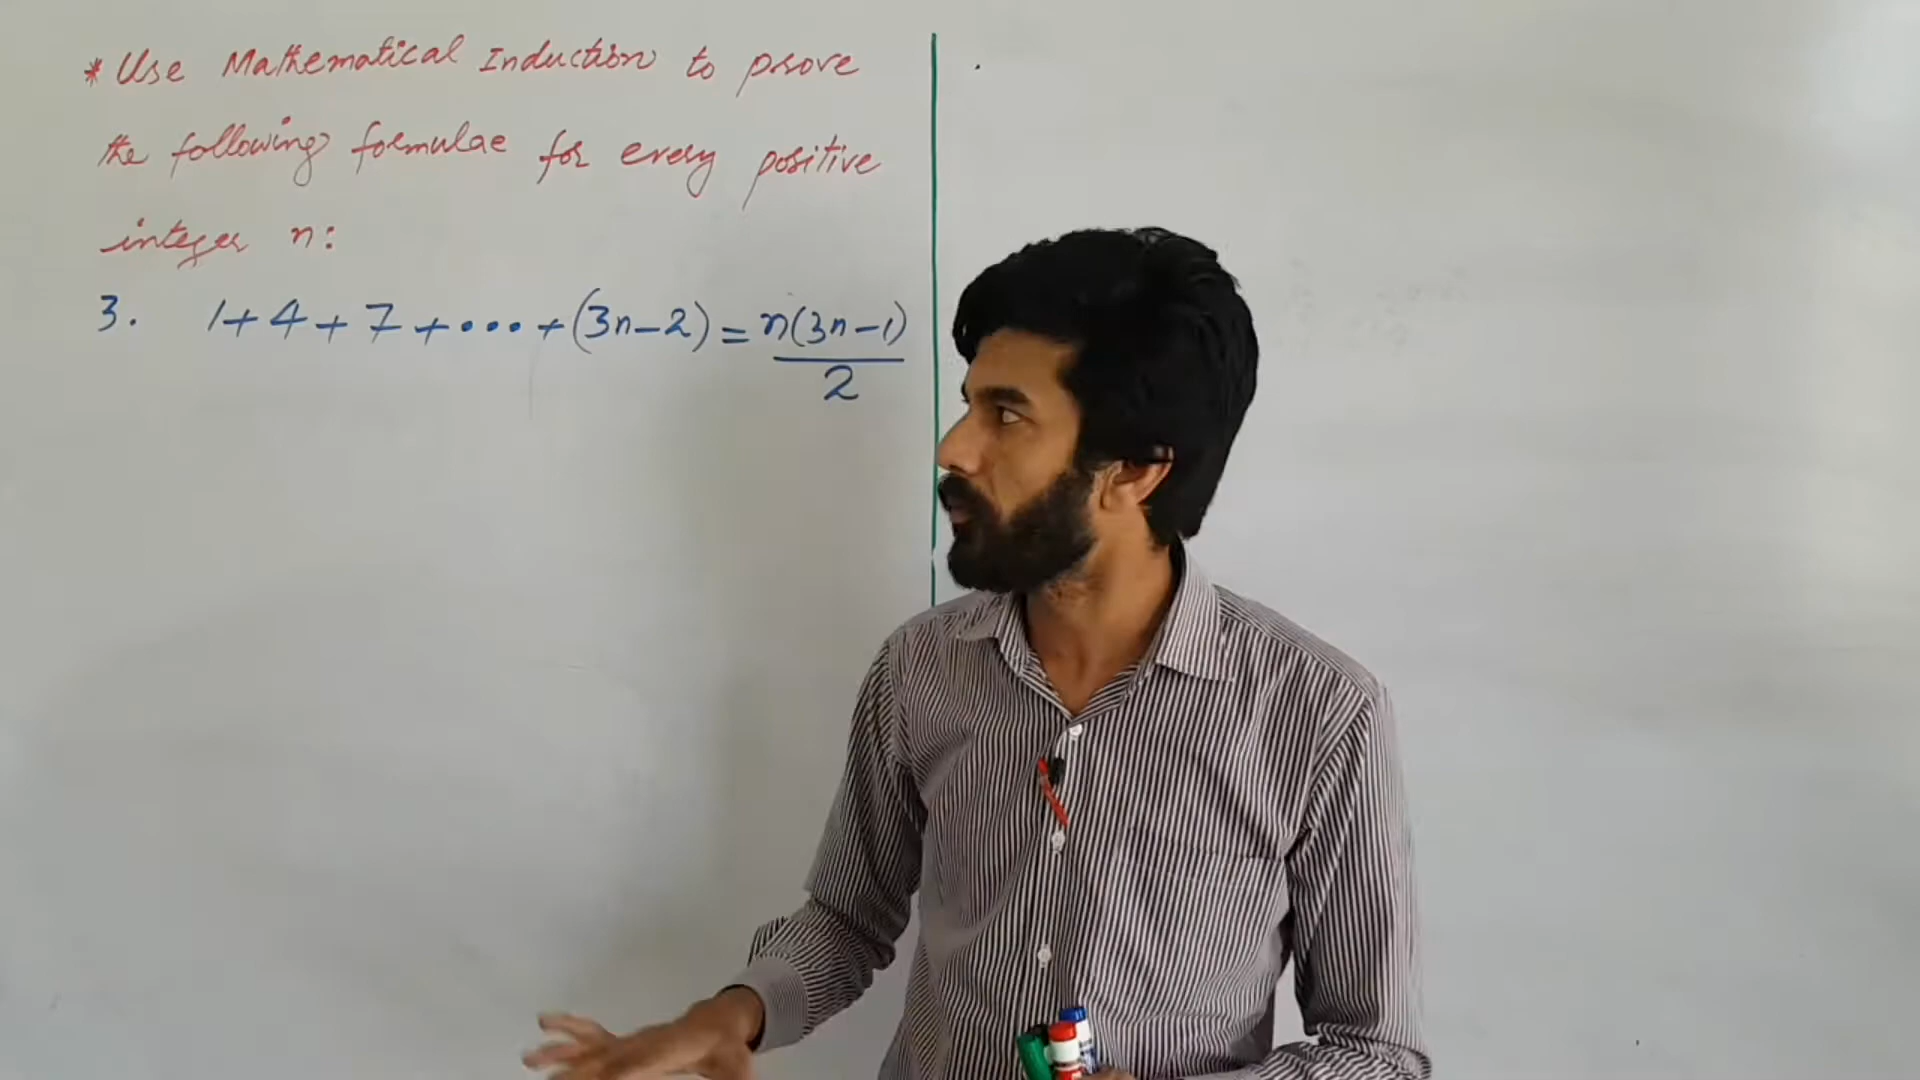 * Use Mathematical Induction to prove
the following formulae for every positive
integer n:
3. 1+4+7+•••+(3n-2)=n(3n-1)
2